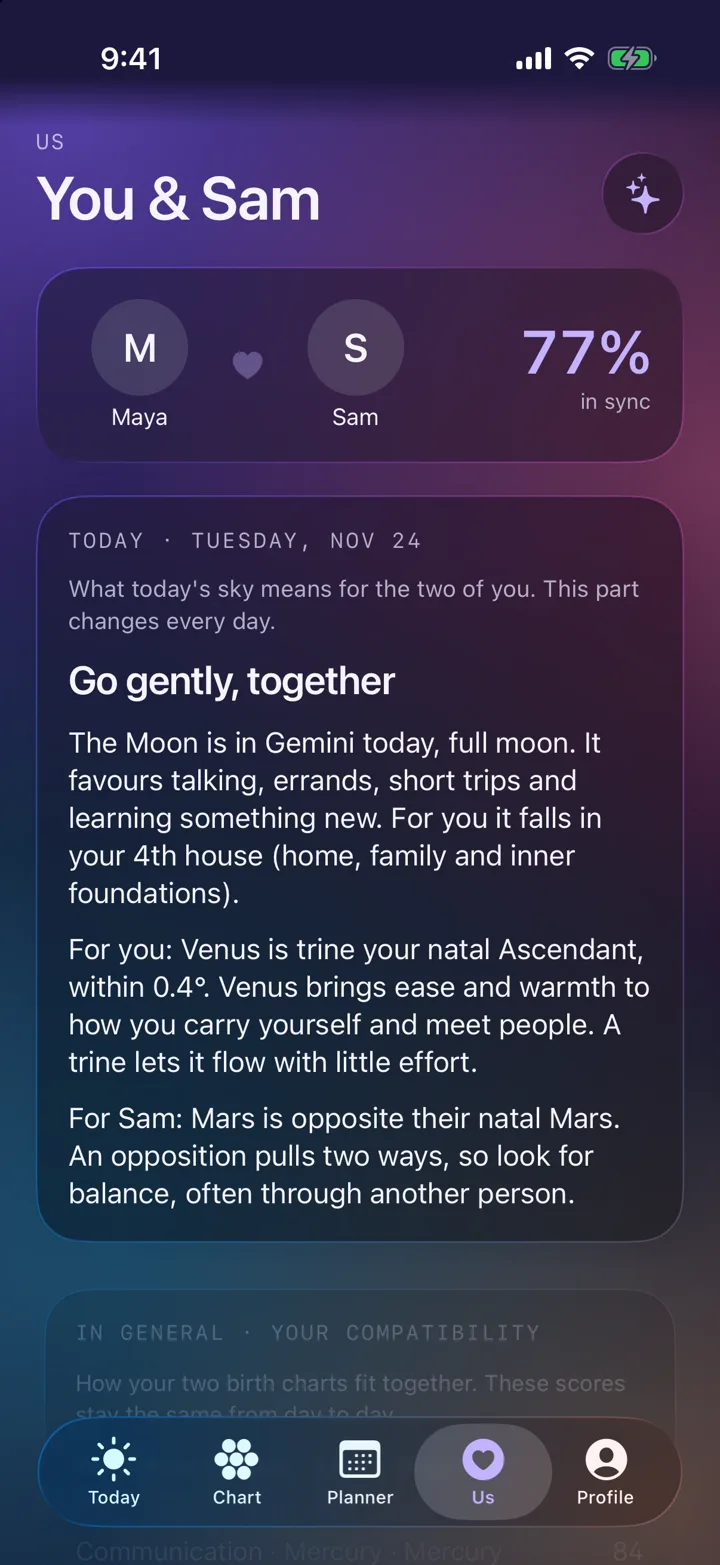 9:41
US
You & Sam
M
S
77%
in sync
Maya
Sam
TODAY · TUESDAY, NOV 24
What today's sky means for the two of you. This part
changes every day.
Go gently, together
The Moon is in Gemini today, full moon. It
favours talking, errands, short trips and
learning something new. For you it falls in
your 4th house (home, family and inner
foundations).
For you: Venus is trine your natal Ascendant,
within 0.4°. Venus brings ease and warmth to
how you carry yourself and meet people. A
trine lets it flow with little effort.
For Sam: Mars is opposite their natal Mars.
An opposition pulls two ways, so look for
balance, often through another person.
IN GENERAL · YOUR COMPATIBILITY
How your two birth charts fit together. These scores
stay the same from day to day.
Today
Chart
Planner
Us
Profile
Communication · Mercury · Mercury 84